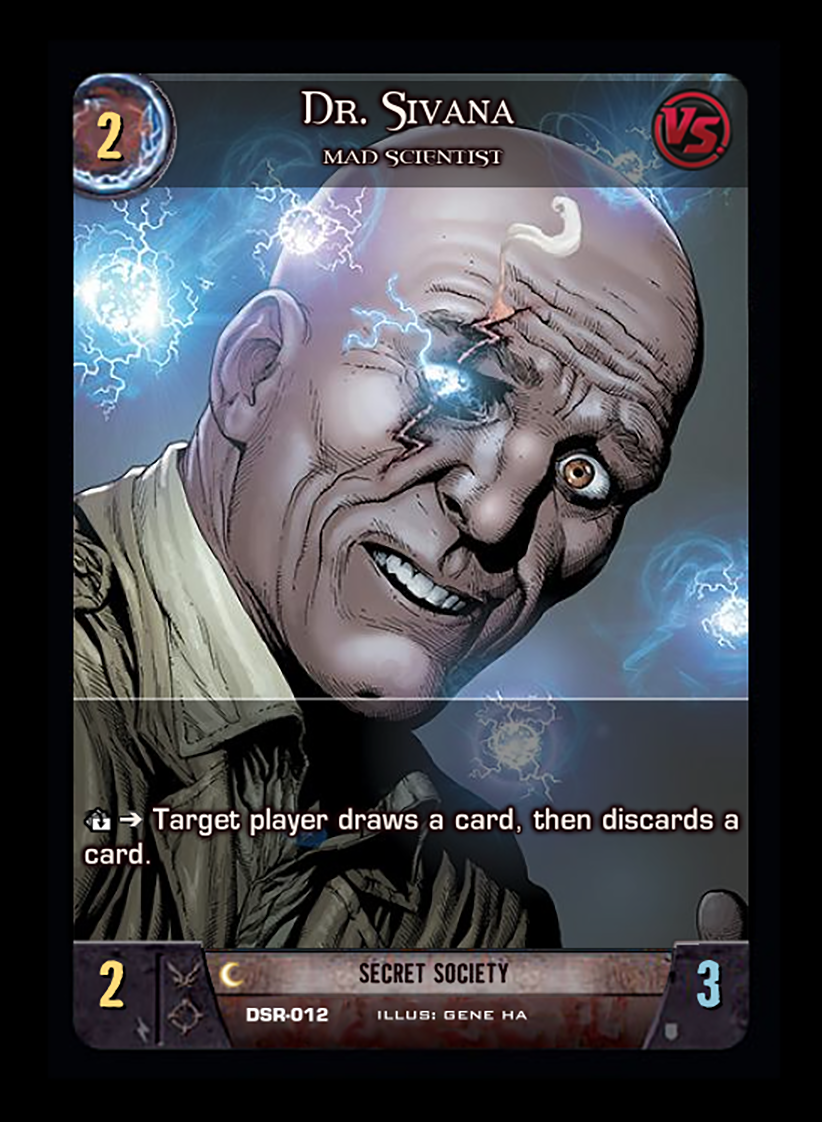 2
DR. SIVANA
VS.
MAD SCIENTIST
→ Target player draws a card, then discards a
card.
2
SECRET SOCIETY
3
DSR-012 ILLUS: GENE HA